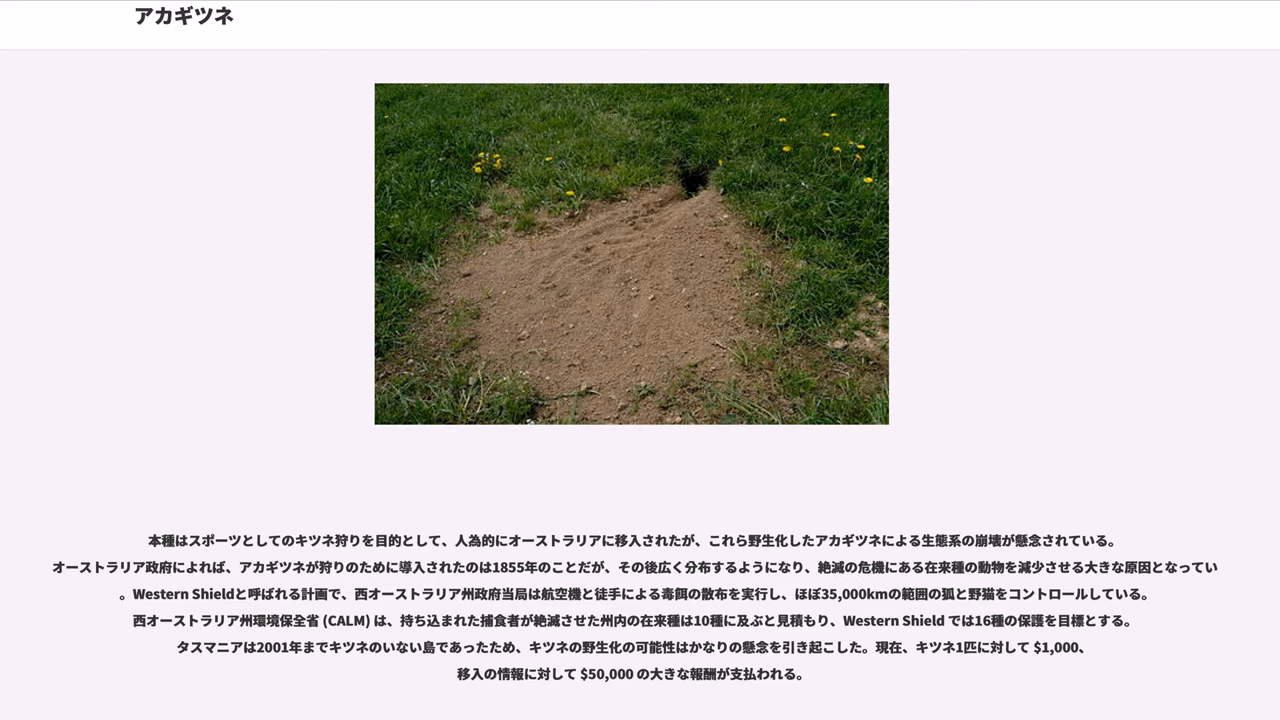 アカギツネ
本種はスポーツとしてのキツネ狩りを目的として、人為的にオーストラリアに移入されたが、これら野生化したアカギツネによる生態系の崩壊が懸念されている。
オーストラリア政府によれば、アカギツネが狩りのために導入されたのは1855年のことだが、その後広く分布するようになり、絶滅の危機にある在来種の動物を減少させる大きな原因となってい
。Western Shieldと呼ばれる計画で、西オーストラリア州政府当局は航空機と徒手による毒餌の散布を実行し、ほぼ35,000kmの範囲の狐と野猫をコントロールしている。
西オーストラリア州環境保全省 (CALM) は、持ち込まれた捕食者が絶滅させた州内の在来種は10種に及ぶと見積もり、Western Shield では16種の保護を目標とする。
タスマニアは2001年までキツネのいない島であったため、キツネの野生化の可能性はかなりの懸念を引き起こした。現在、キツネ1匹に対して $1,000、
移入の情報に対して $50,000 の大きな報酬が支払われる。